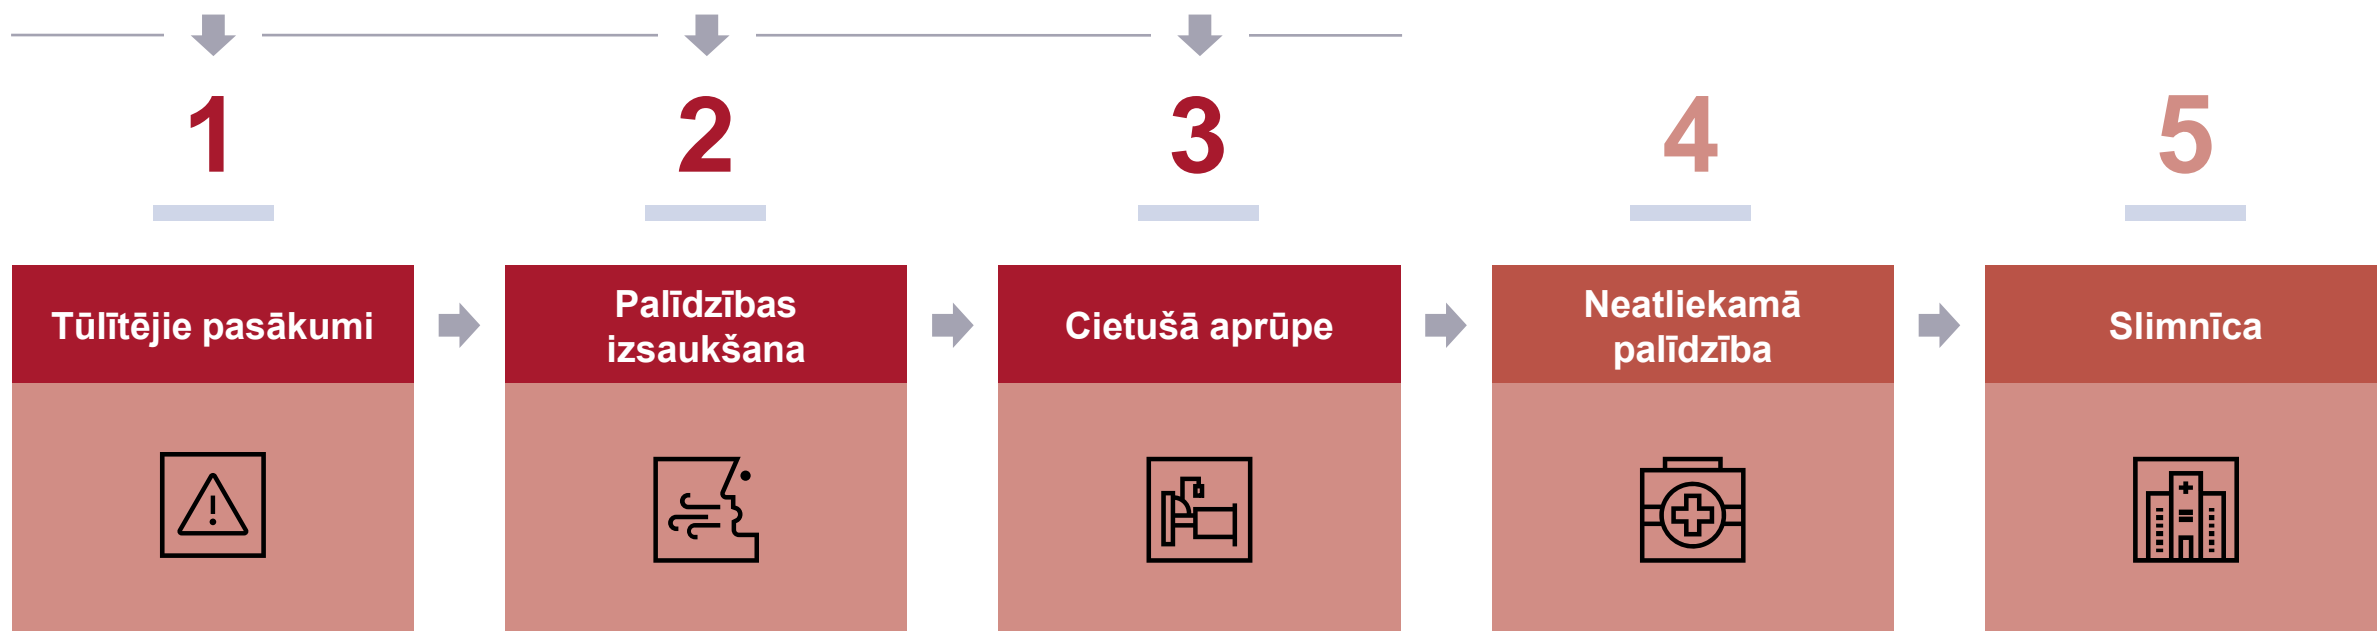 1
2
3
4
5
Tūlītējie pasākumi
Palīdzības
izsaukšana
Cietušā aprūpe
Neatliekamā
palīdzība
Slimnīca